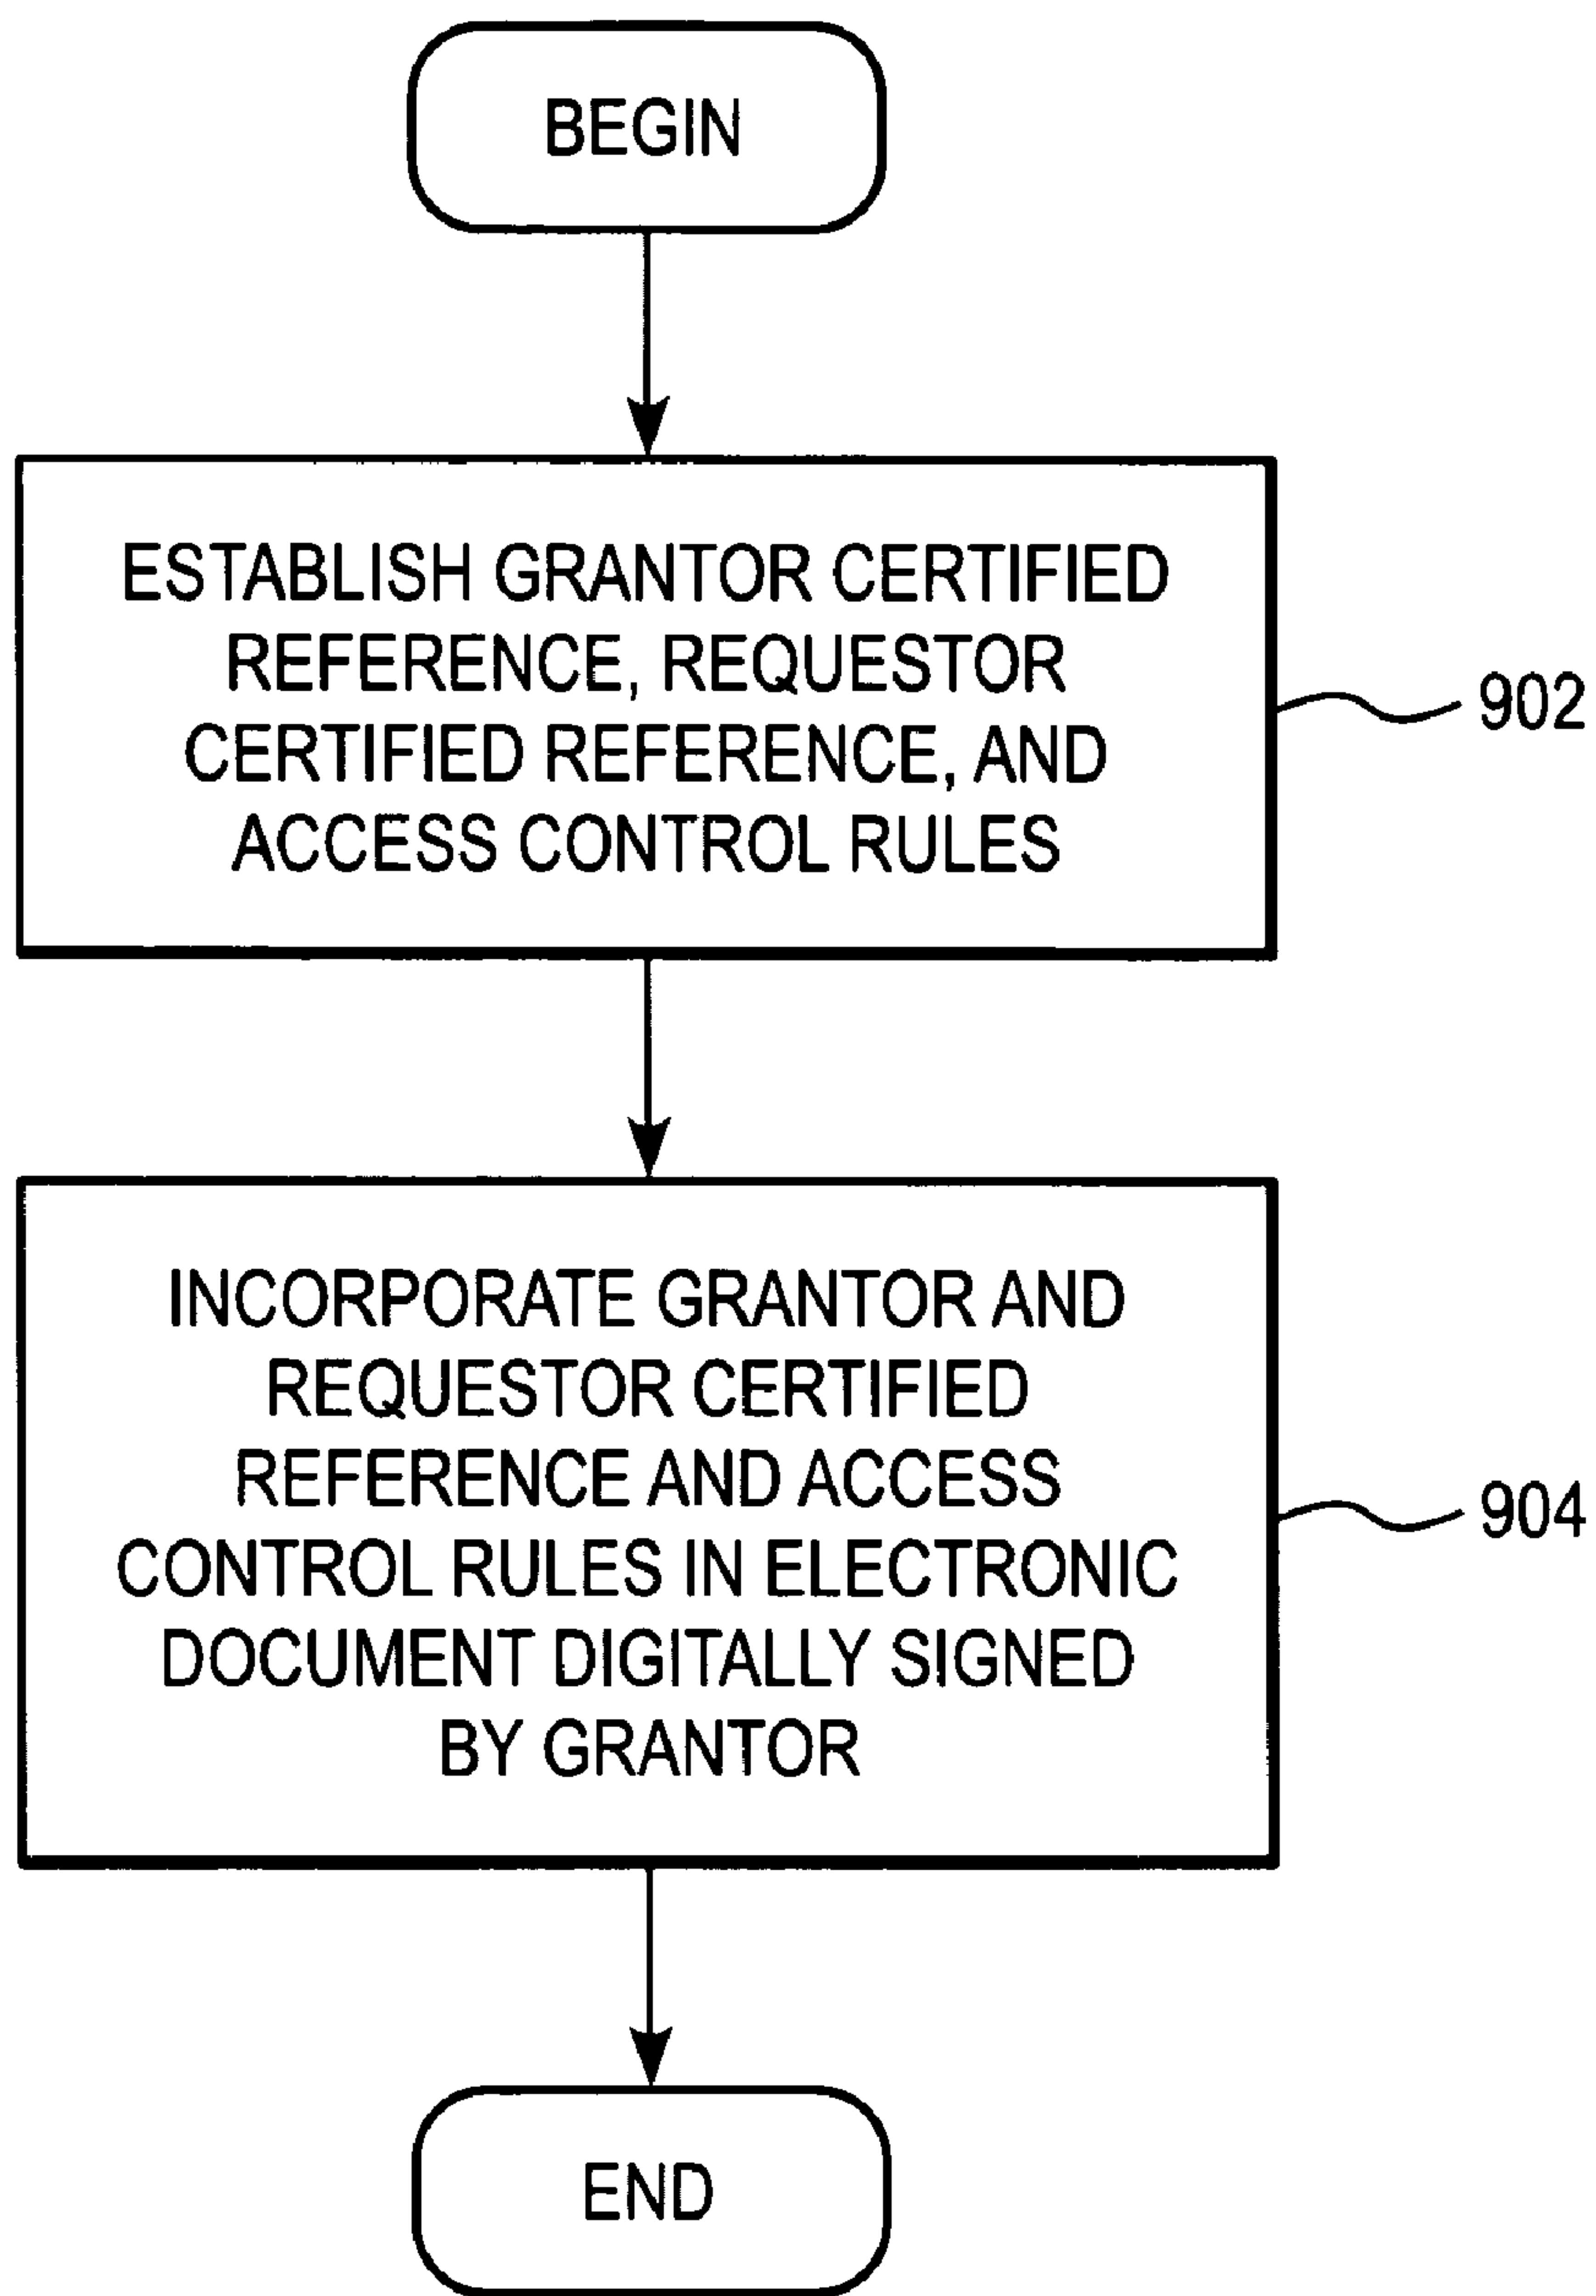 BEGIN
ESTABLISH GRANTOR CERTIFIED
REFERENCE, REQUESTOR
CERTIFIED REFERENCE, AND
ACCESS CONTROL RULES
902
INCORPORATE GRANTOR AND
REQUESTOR CERTIFIED
REFERENCE AND ACCESS
CONTROL RULES IN ELECTRONIC
DOCUMENT DIGITALLY SIGNED
BY GRANTOR
904
END